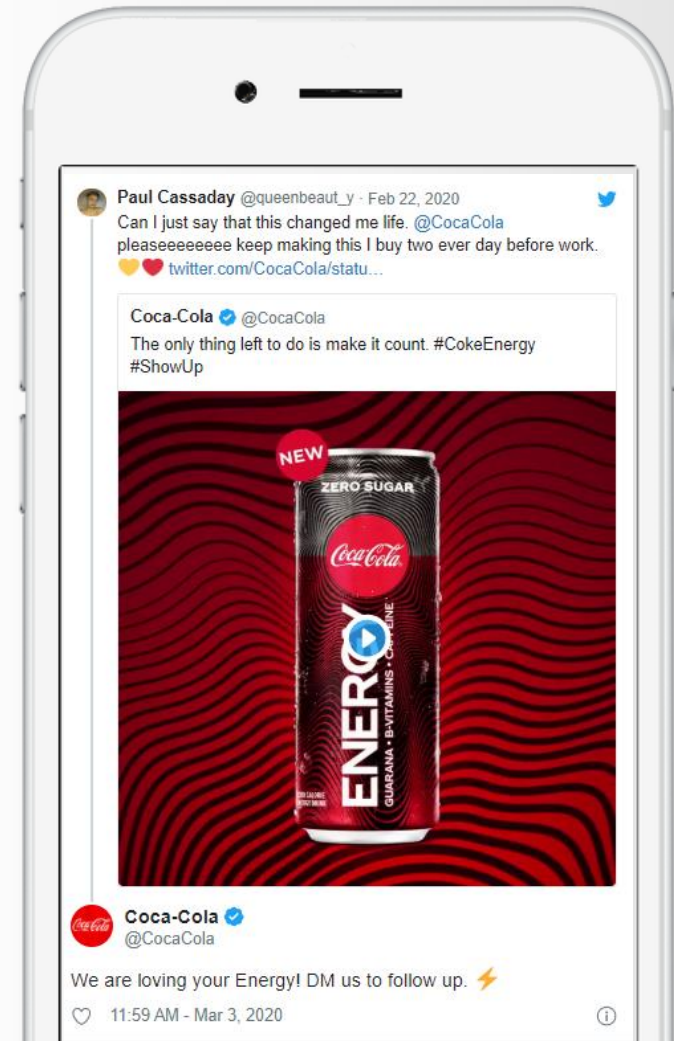 Paul Cassaday @queenbeaut_y · Feb 22, 2020
Can I just say that this changed me life. @CocaCola
pleaseeeeeeee keep making this I buy two ever day before work.
💛❤️ twitter.com/CocaCola/statu…
Coca-Cola @CocaCola
The only thing left to do is make it count. #CokeEnergy
#ShowUp
NEW
ZERO SUGAR
Coca-Cola
ENERGY
GUARANA • B-VITAMINS • CAFFEINE
Coca-Cola
Coca-Cola
@CocaCola
We are loving your Energy! DM us to follow up. ⚡
11:59 AM - Mar 3, 2020